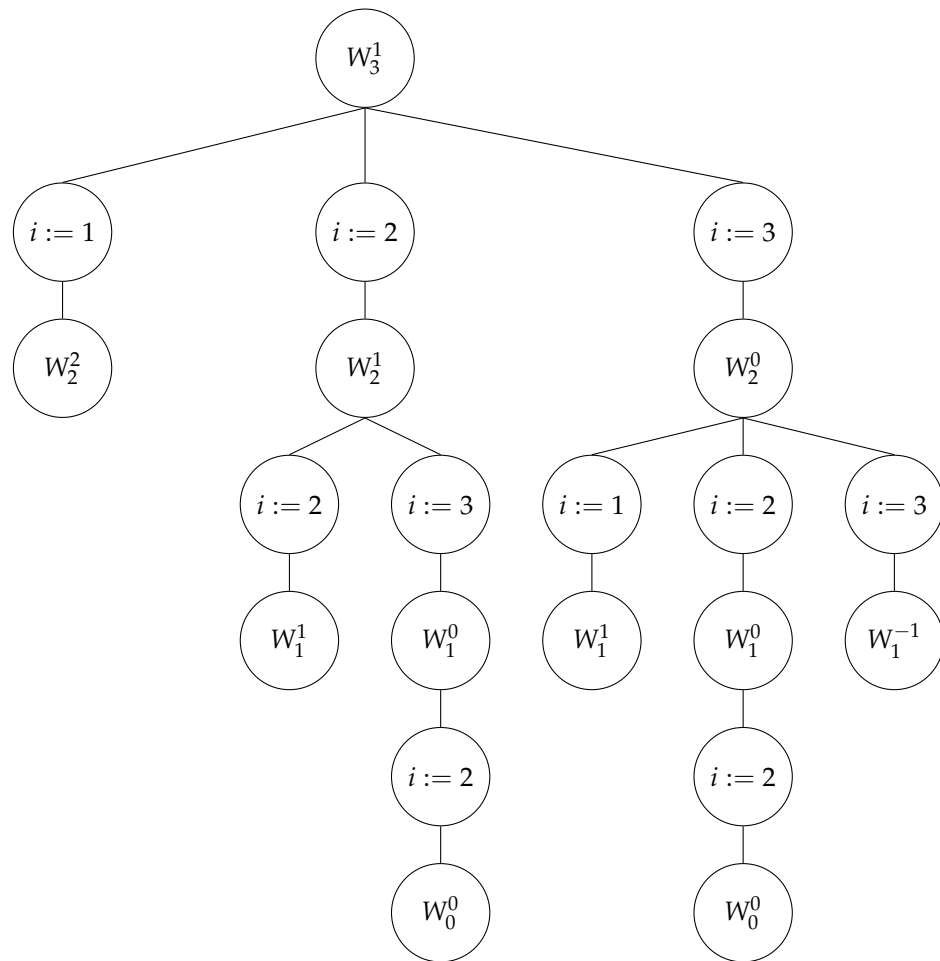 W_3^1
i := 1 i := 2 i := 3
W_2^2 W_2^1 W_2^0
i := 2 i := 3 i := 1 i := 2 i := 3
W_1^1 W_1^0 W_1^1 W_1^0 W_1^{-1}
i := 2 i := 2
W_0^0 W_0^0